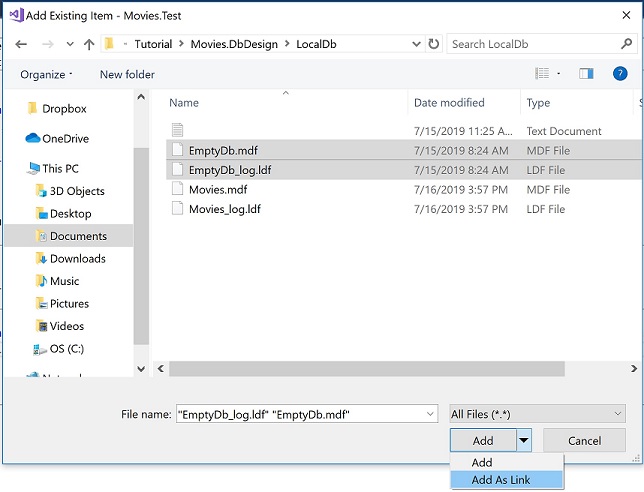 Add Existing Item - Movies.Test
Tutorial > Movies.DbDesign > LocalDb
Search LocalDb
Organize
New folder
?
Dropbox
OneDrive
This PC
3D Objects
Desktop
Documents
Downloads
Music
Pictures
Videos
OS (C:)
Name Date modified Type
7/15/2019 11:25 A... Text Document
EmptyDb.mdf 7/15/2019 8:24 AM MDF File
EmptyDb_log.ldf 7/15/2019 8:24 AM LDF File
Movies.mdf 7/16/2019 3:57 PM MDF File
Movies_log.ldf 7/16/2019 3:57 PM LDF File
File name: "EmptyDb_log.ldf" "EmptyDb.mdf"
All Files (*.*)
Add
Cancel
Add
Add As Link